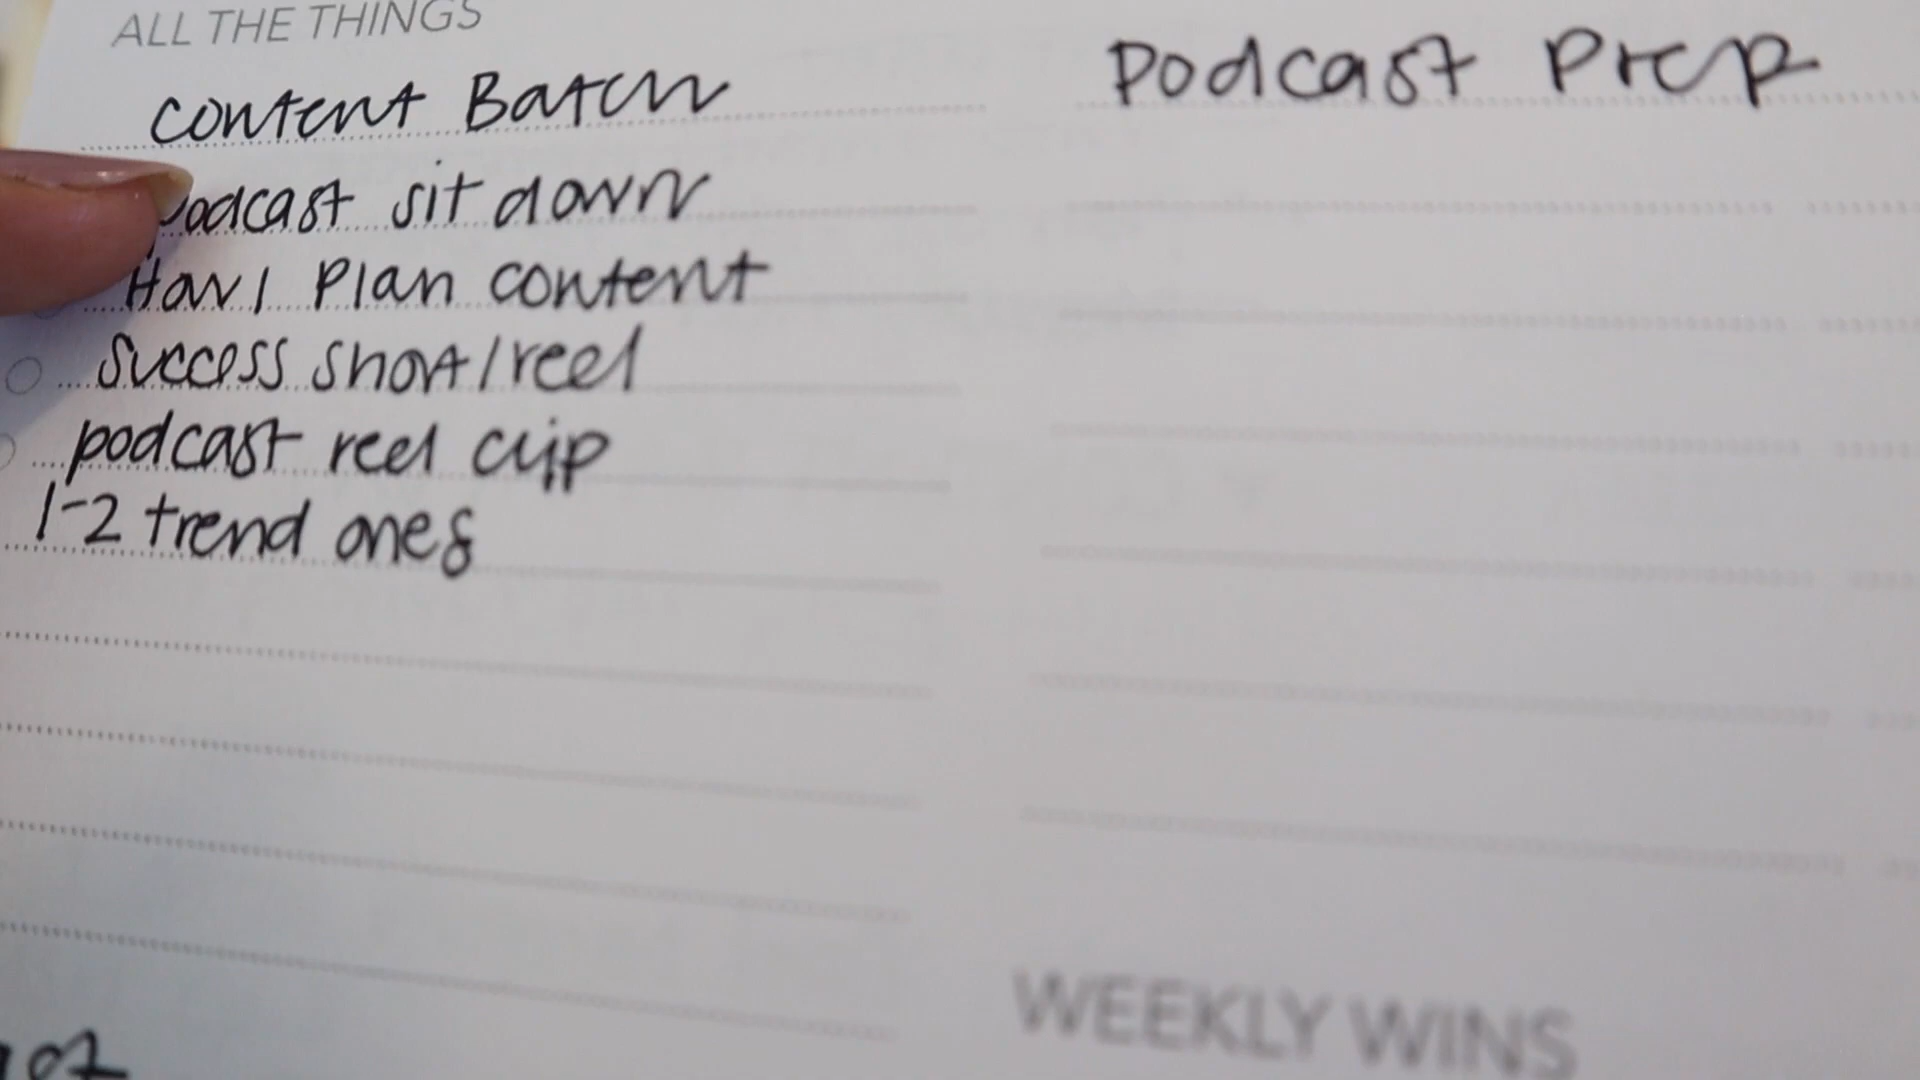 ALL THE THINGS
content Batch
podcast sit down
How I Plan content
success short/reel
podcast reel clip
1-2 trend ones
Podcast Prep
WEEKLY WINS